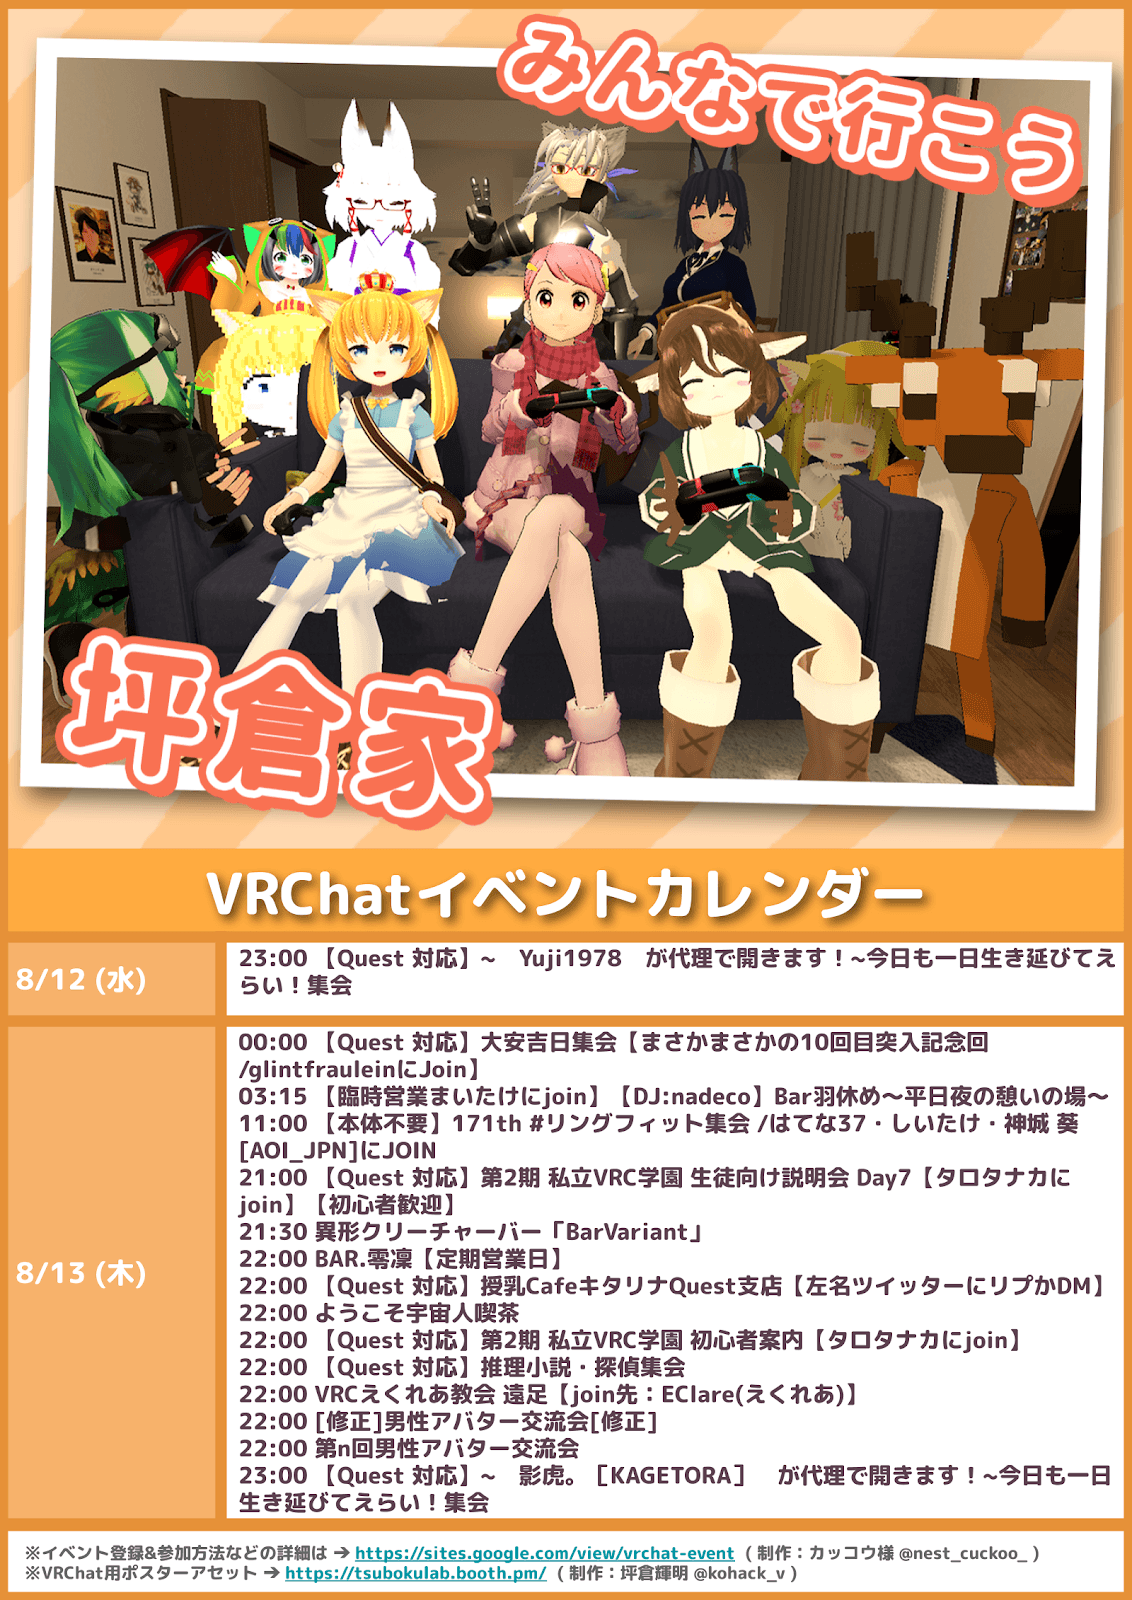 みんなで行こう
坪倉家
VRChatイベントカレンダー
8/12 (水)
23:00 【Quest 対応】~　Yuji1978　が代理で開きます！~今日も一日生き延びてえ
らい！集会
8/13 (木)
00:00 【Quest 対応】大安吉日集会【まさかまさかの10回目突入記念回
/glintfrauleinにJoin】
03:15 【臨時営業まいたけにjoin】【DJ:nadeco】Bar羽休め～平日夜の憩いの場～
11:00 【本体不要】171th #リングフィット集会 /はてな37・しいたけ・神城 葵
[AOI_JPN]にJOIN
21:00 【Quest 対応】第2期 私立VRC学園 生徒向け説明会 Day7【タロタナカに
join】【初心者歓迎】
21:30 異形クリーチャーバー「BarVariant」
22:00 BAR.零凜【定期営業日】
22:00 【Quest 対応】授乳CafeキタリナQuest支店【左名ツイッターにリプかDM】
22:00 ようこそ宇宙人喫茶
22:00 【Quest 対応】第2期 私立VRC学園 初心者案内【タロタナカにjoin】
22:00 【Quest 対応】推理小説・探偵集会
22:00 VRCえくれあ教会 遠足【join先：EClare(えくれあ)】
22:00 [修正]男性アバター交流会[修正]
22:00 第n回男性アバター交流会
23:00 【Quest 対応】~　影虎。［KAGETORA］　が代理で開きます！~今日も一日
生き延びてえらい！集会
※イベント登録&参加方法などの詳細は ➔ https://sites.google.com/view/vrchat-event （ 制作：カッコウ様 @nest_cuckoo_ ）
※VRChat用ポスターアセット ➔ https://tsubokulab.booth.pm/ （ 制作：坪倉輝明 @kohack_v ）